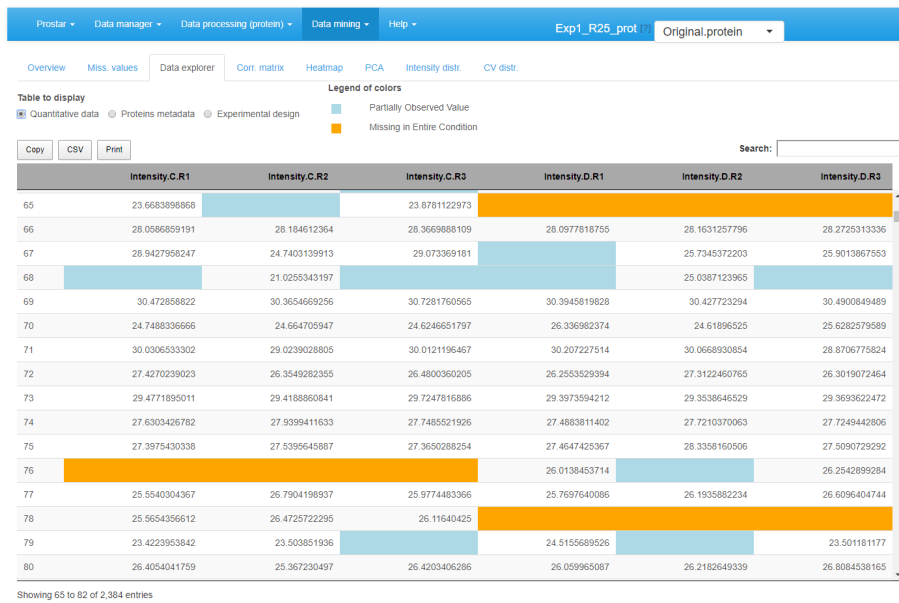 Prostar Data manager Data processing (protein) Data mining Help Exp1_R25_prot [?] Original.protein
Overview Miss. values Data explorer Corr. matrix Heatmap PCA Intensity distr. CV distr.
Table to display
Quantitative data Proteins metadata Experimental design
Legend of colors
Partially Observed Value
Missing in Entire Condition
Copy CSV Print Search:
Intensity.C.R1 Intensity.C.R2 Intensity.C.R3 Intensity.D.R1 Intensity.D.R2 Intensity.D.R3
65 23.6683898868 23.8781122973
66 28.0586859191 28.184612364 28.3669888109 28.0977818755 28.1631257796 28.2725313336
67 28.9427958247 24.7403139913 29.073369181 25.7345372203 25.9013867553
68 21.0255343197 25.0387123965
69 30.472858822 30.3654669256 30.7281760565 30.3945819828 30.427723294 30.4900849489
70 24.7488336666 24.664705947 24.6246651797 26.336982374 24.61896525 25.6282579589
71 30.0306533302 29.0239028805 30.0121196467 30.207227514 30.0668930854 28.8706775824
72 27.4270239023 26.3549282355 26.4800360205 26.2553529394 27.3122460765 26.3019072464
73 29.4771895011 29.4188860841 29.7247816886 29.3973594212 29.3538646529 29.3693622472
74 27.6303426782 27.9399411633 27.7485521926 27.4883811402 27.7210370063 27.7249442806
75 27.3975430338 27.5395645887 27.3650288254 27.4647425367 28.3358160506 27.5090729292
76 26.0138453714 26.2542899284
77 25.5540304367 26.7904198937 25.9774483366 25.7697640086 26.1935882234 26.6096404744
78 25.5654356612 26.4725722295 26.11640425
79 23.4223953842 23.503851936 24.5155689526 23.501181177
80 26.4054041759 25.367230497 26.4203406286 26.059965087 26.2182649339 26.8084538165
Showing 65 to 82 of 2,384 entries